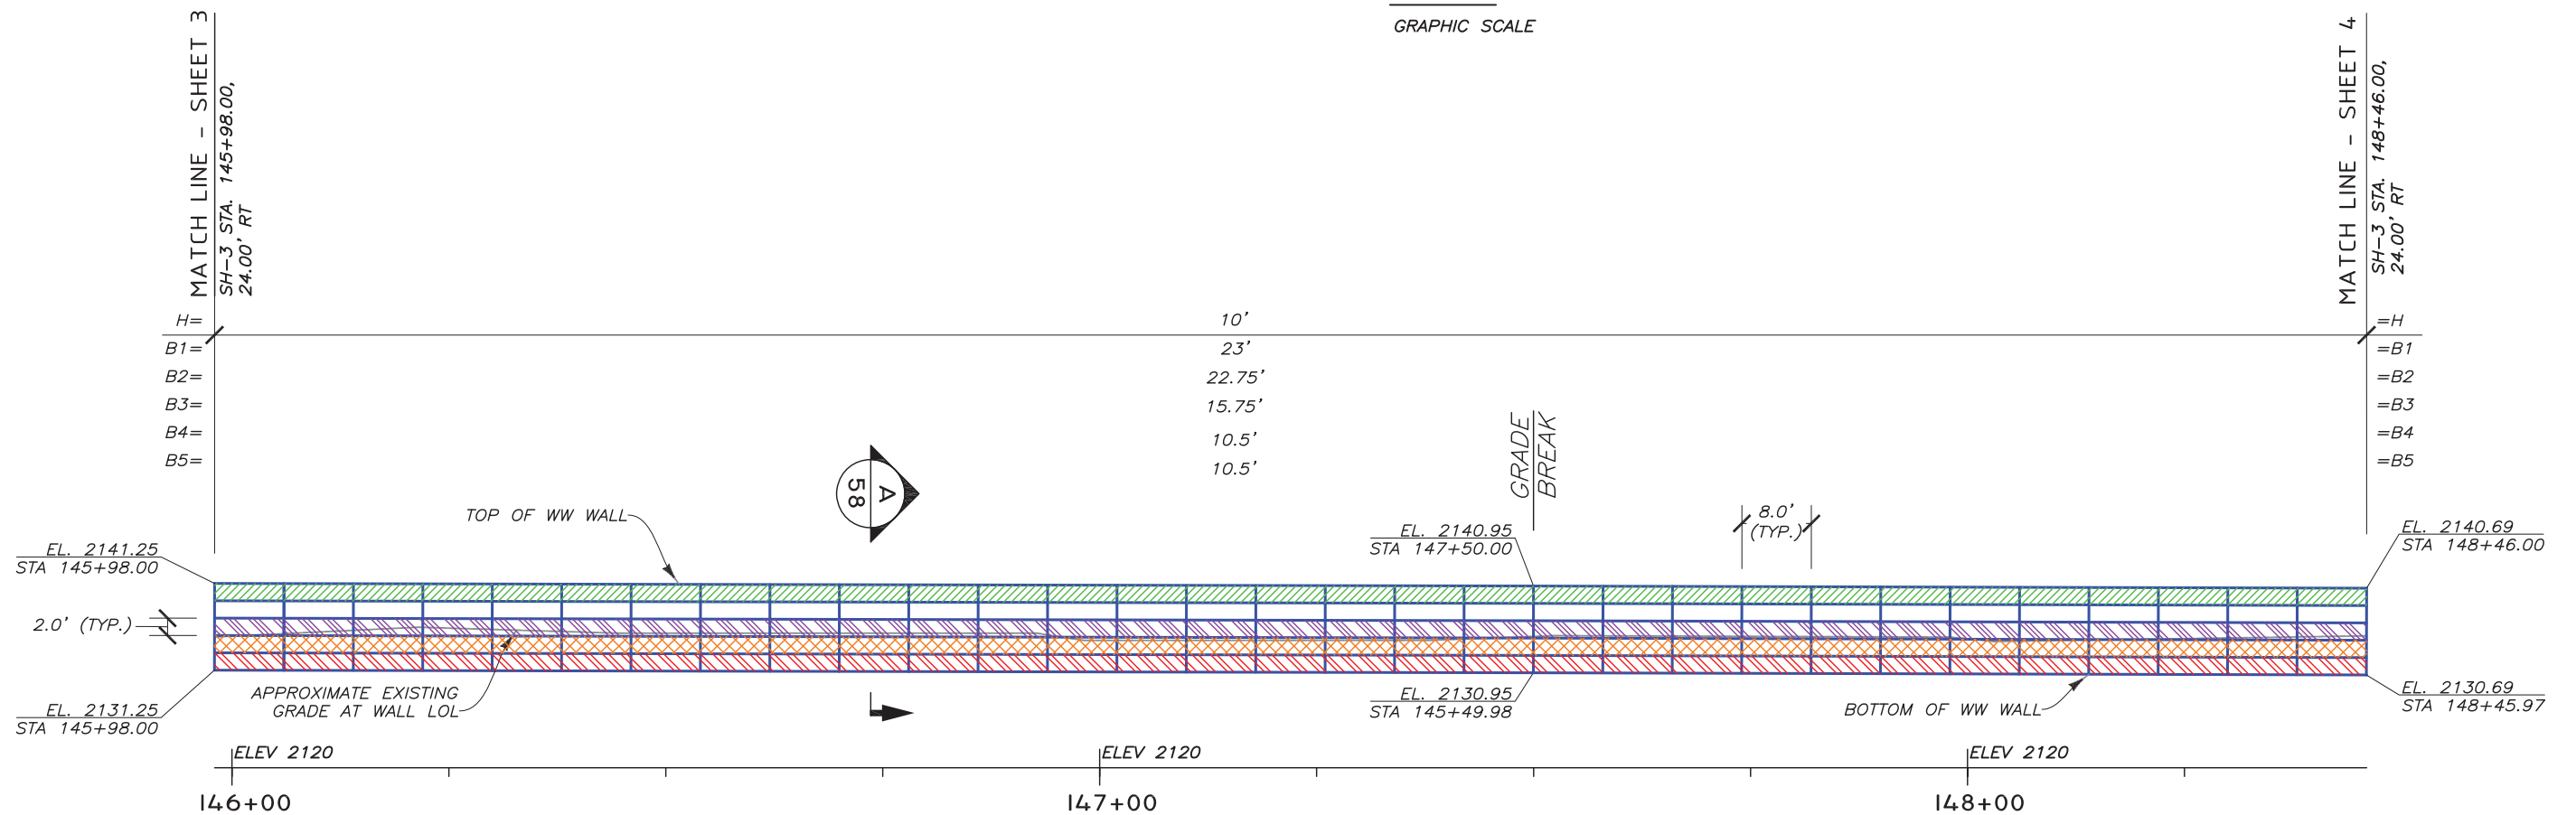 GRAPHIC SCALE
MATCH LINE - SHEET 3
SH-3 STA. 145+98.00,
24.00' RT
MATCH LINE - SHEET 4
SH-3 STA. 148+46.00,
24.00' RT
H= 10' =H
B1= 23' =B1
B2= 22.75' =B2
B3= 15.75' =B3
B4= 10.5' =B4
B5= 10.5' =B5
GRADE
BREAK
A
58
TOP OF WW WALL
8.0'
(TYP.)
EL. 2141.25
STA 145+98.00
EL. 2140.95
STA 147+50.00
EL. 2140.69
STA 148+46.00
2.0' (TYP.)
APPROXIMATE EXISTING
GRADE AT WALL LOL
EL. 2131.25
STA 145+98.00
EL. 2130.95
STA 145+49.98
BOTTOM OF WW WALL
EL. 2130.69
STA 148+45.97
ELEV 2120 ELEV 2120 ELEV 2120
146+00 147+00 148+00